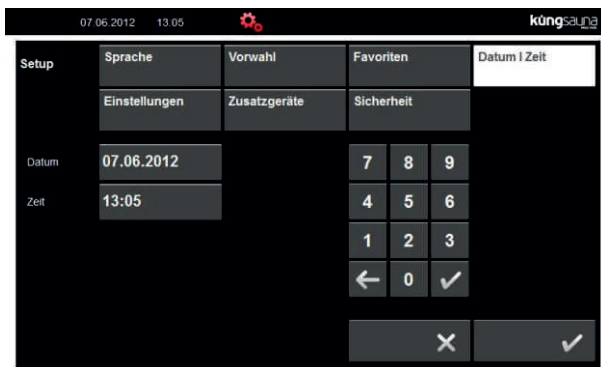 07.06.2012 13:05 küngsauna
Setup Sprache Vorwahl Favoriten Datum I Zeit
Einstellungen Zusatzgeräte Sicherheit
Datum 07.06.2012 7 8 9
Zeit 13:05 4 5 6
1 2 3
0